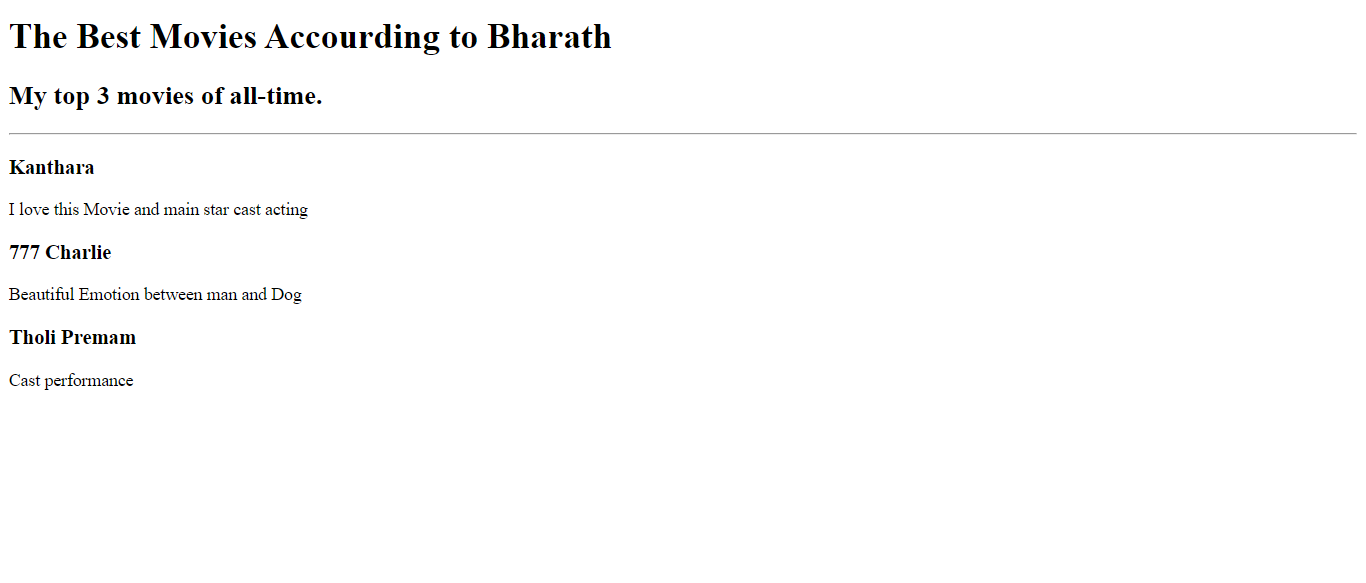 The Best Movies Accourding to Bharath
My top 3 movies of all-time.
Kanthara
I love this Movie and main star cast acting
777 Charlie
Beautiful Emotion between man and Dog
Tholi Premam
Cast performance